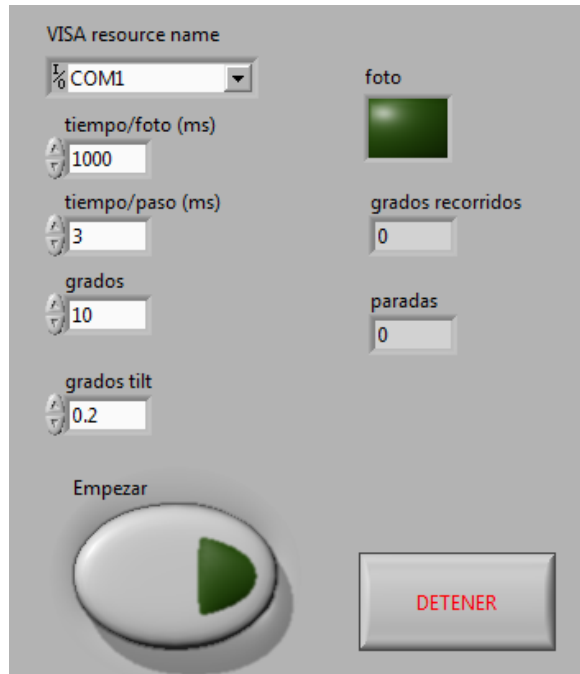 VISA resource name
I/O COM1
foto
tiempo/foto (ms)
1000
tiempo/paso (ms)
3
grados recorridos
0
grados
10
paradas
0
grados tilt
0.2
Empezar
DETENER